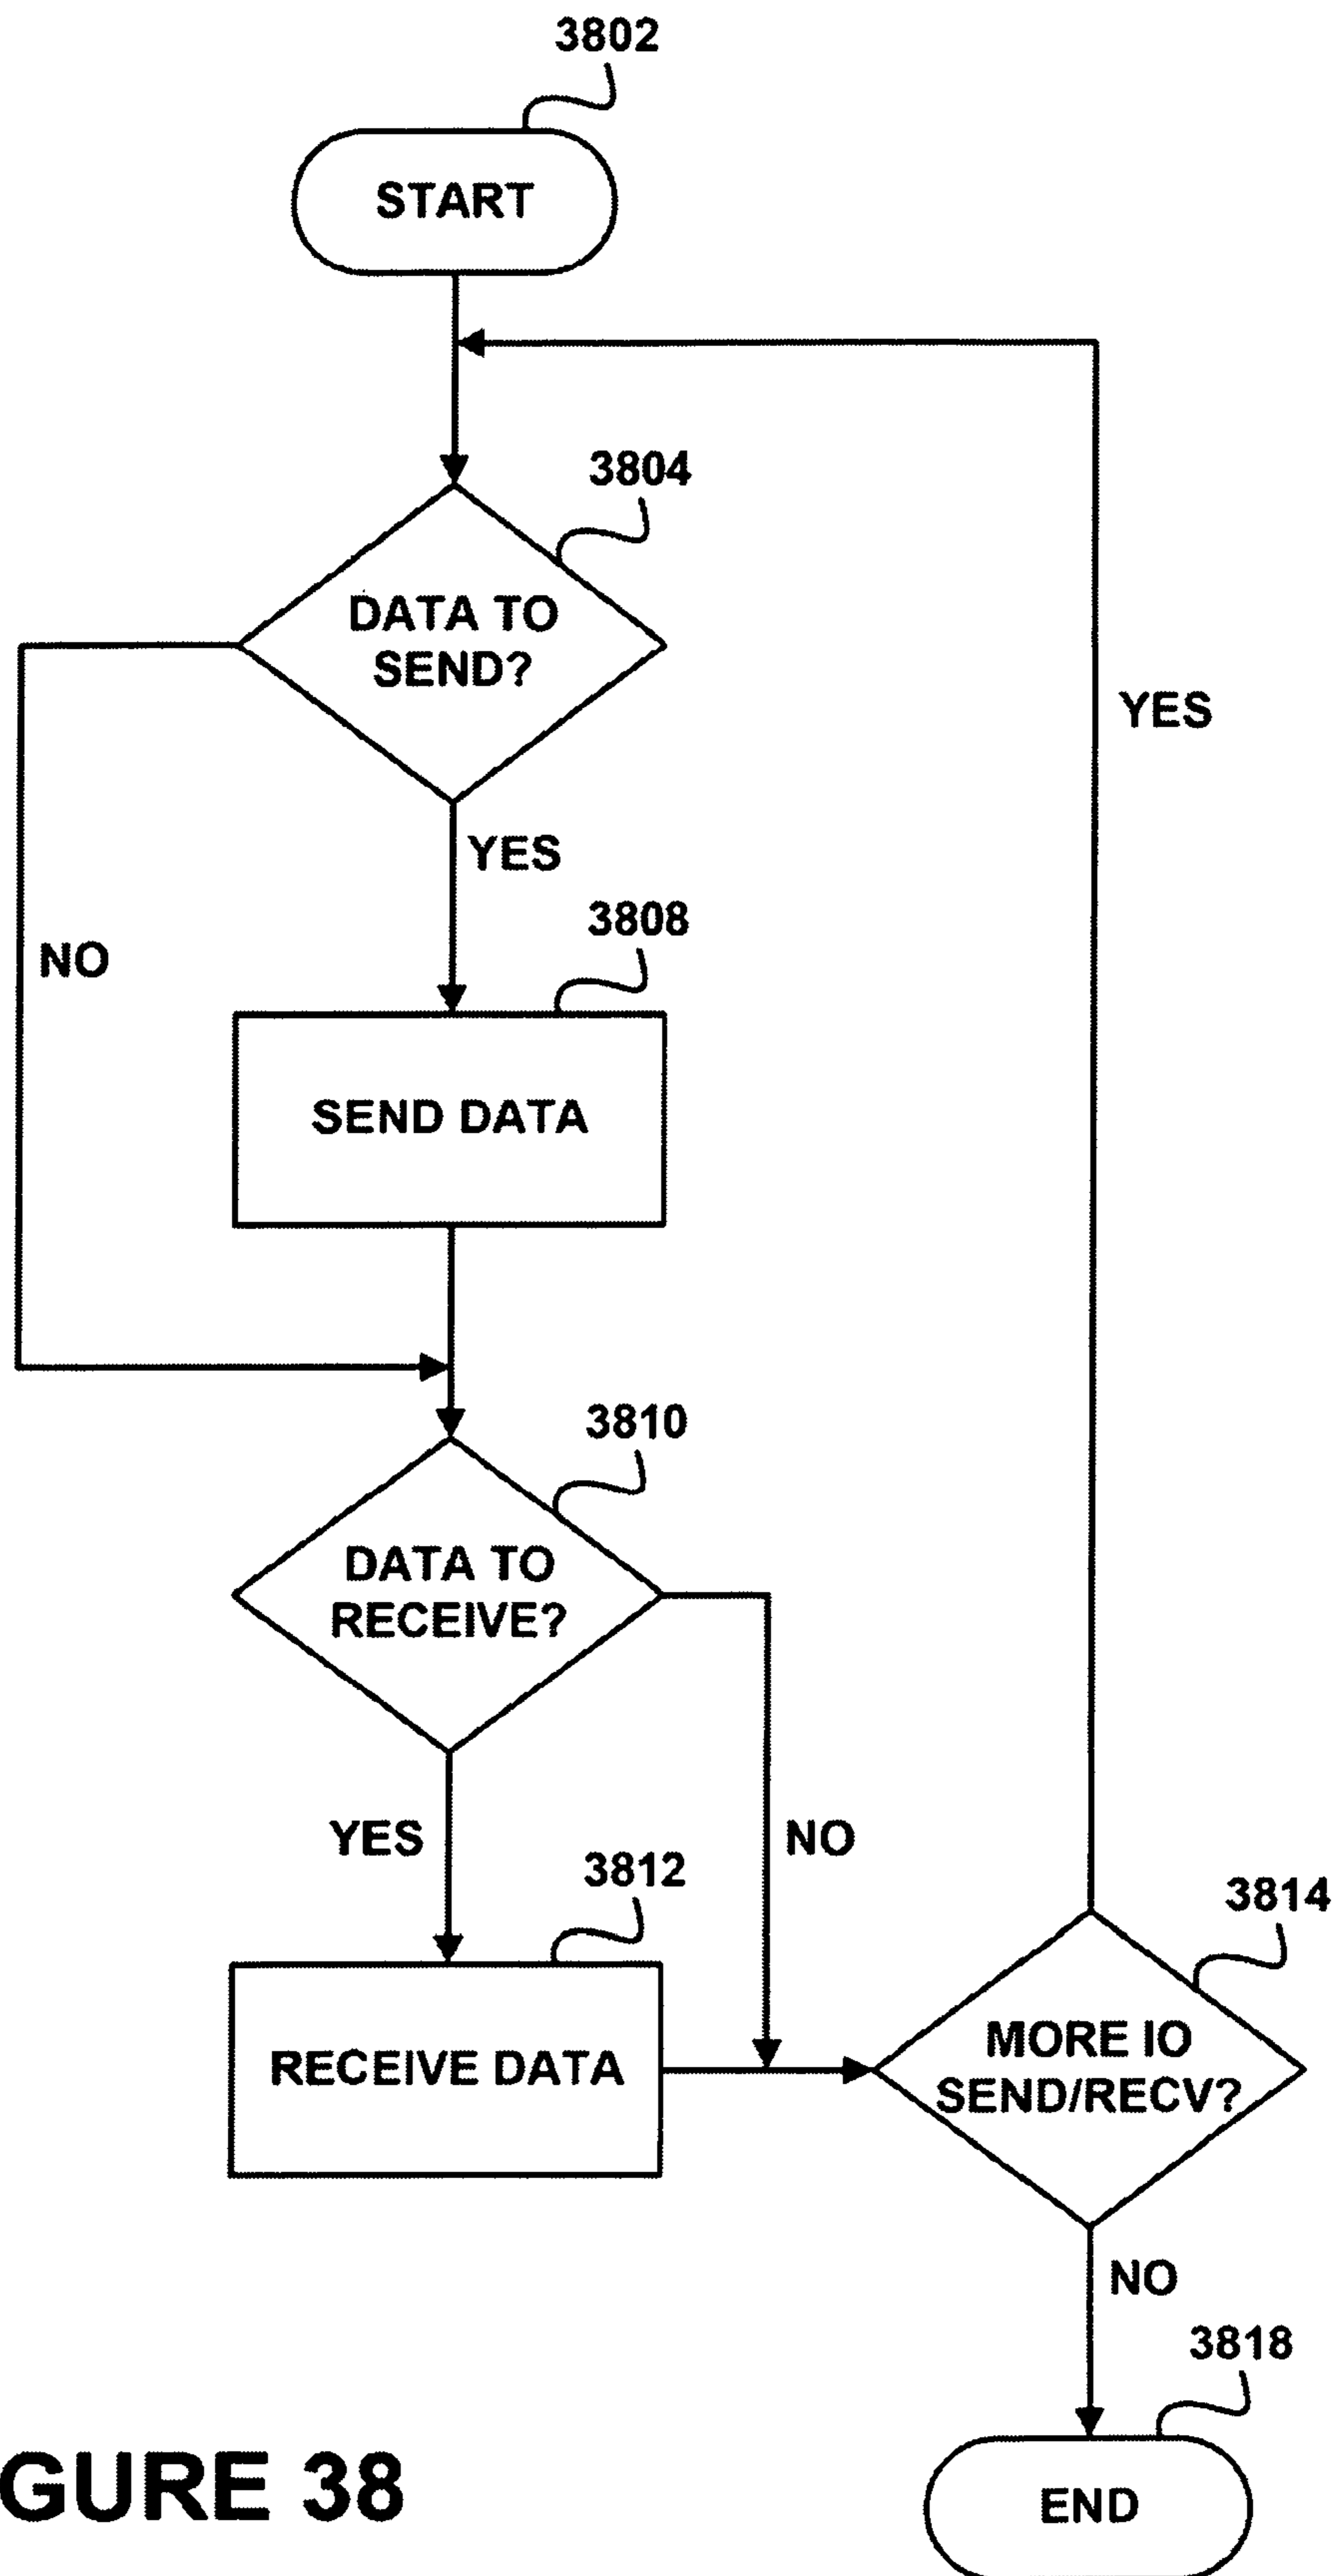 3802
START
3804
DATA TO
SEND?
YES
YES
3808
NO
SEND DATA
3810
DATA TO
RECEIVE?
YES
NO
3812
3814
RECEIVE DATA
MORE IO
SEND/RECV?
NO
3818
GURE 38
END